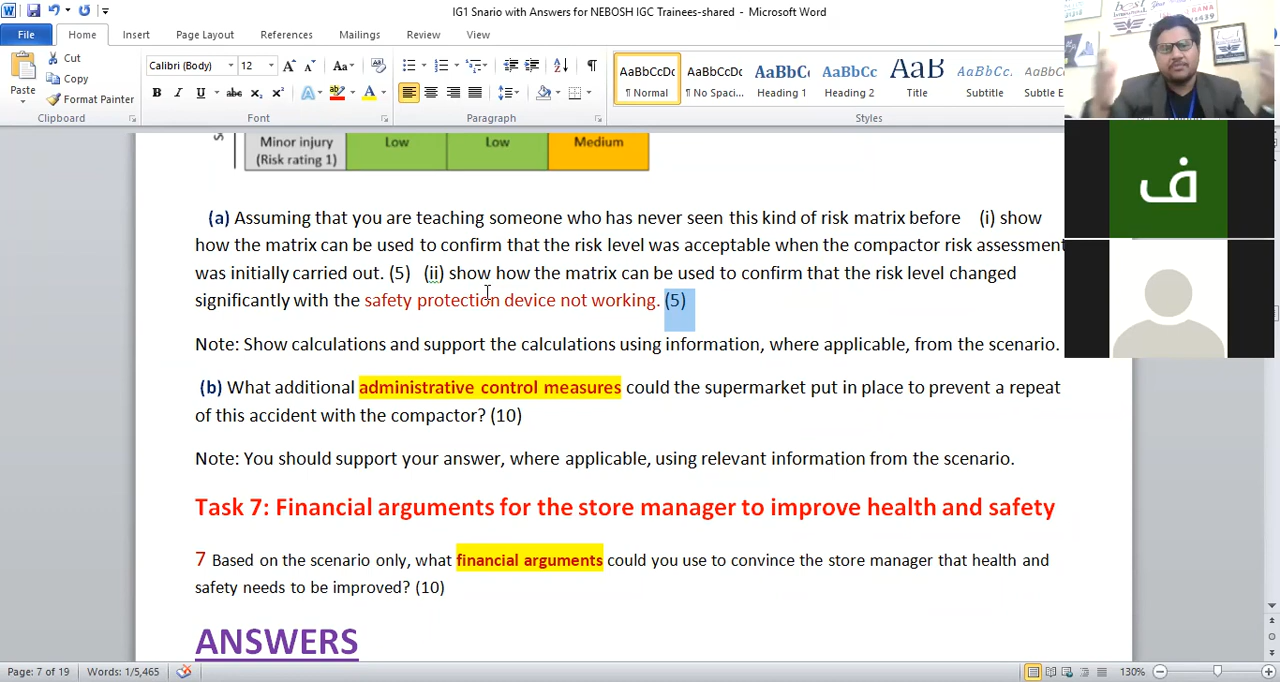 IG1 Snario with Answers for NEBOSH IGC Trainees-shared - Microsoft Word
File Home Insert Page Layout References Mailings Review View
Paste
Cut
Copy
Format Painter
Clipboard
Calibri (Body) 12
Font
Paragraph
AaBbCcDc AaBbCcDc AaBbCc AaBbCc AaB AaBbCc. AaBbCcDc
¶ Normal ¶ No Spaci... Heading 1 Heading 2 Title Subtitle Subtle E
Styles
Minor injury Low Low Medium
(Risk rating 1)
(a) Assuming that you are teaching someone who has never seen this kind of risk matrix before (i) show
how the matrix can be used to confirm that the risk level was acceptable when the compactor risk assessment
was initially carried out. (5) (ii) show how the matrix can be used to confirm that the risk level changed
significantly with the safety protection device not working. (5)
Note: Show calculations and support the calculations using information, where applicable, from the scenario.
(b) What additional administrative control measures could the supermarket put in place to prevent a repeat
of this accident with the compactor? (10)
Note: You should support your answer, where applicable, using relevant information from the scenario.
Task 7: Financial arguments for the store manager to improve health and safety
7 Based on the scenario only, what financial arguments could you use to convince the store manager that health and
safety needs to be improved? (10)
ANSWERS
Page: 7 of 19 Words: 1/5,465 130%
ف